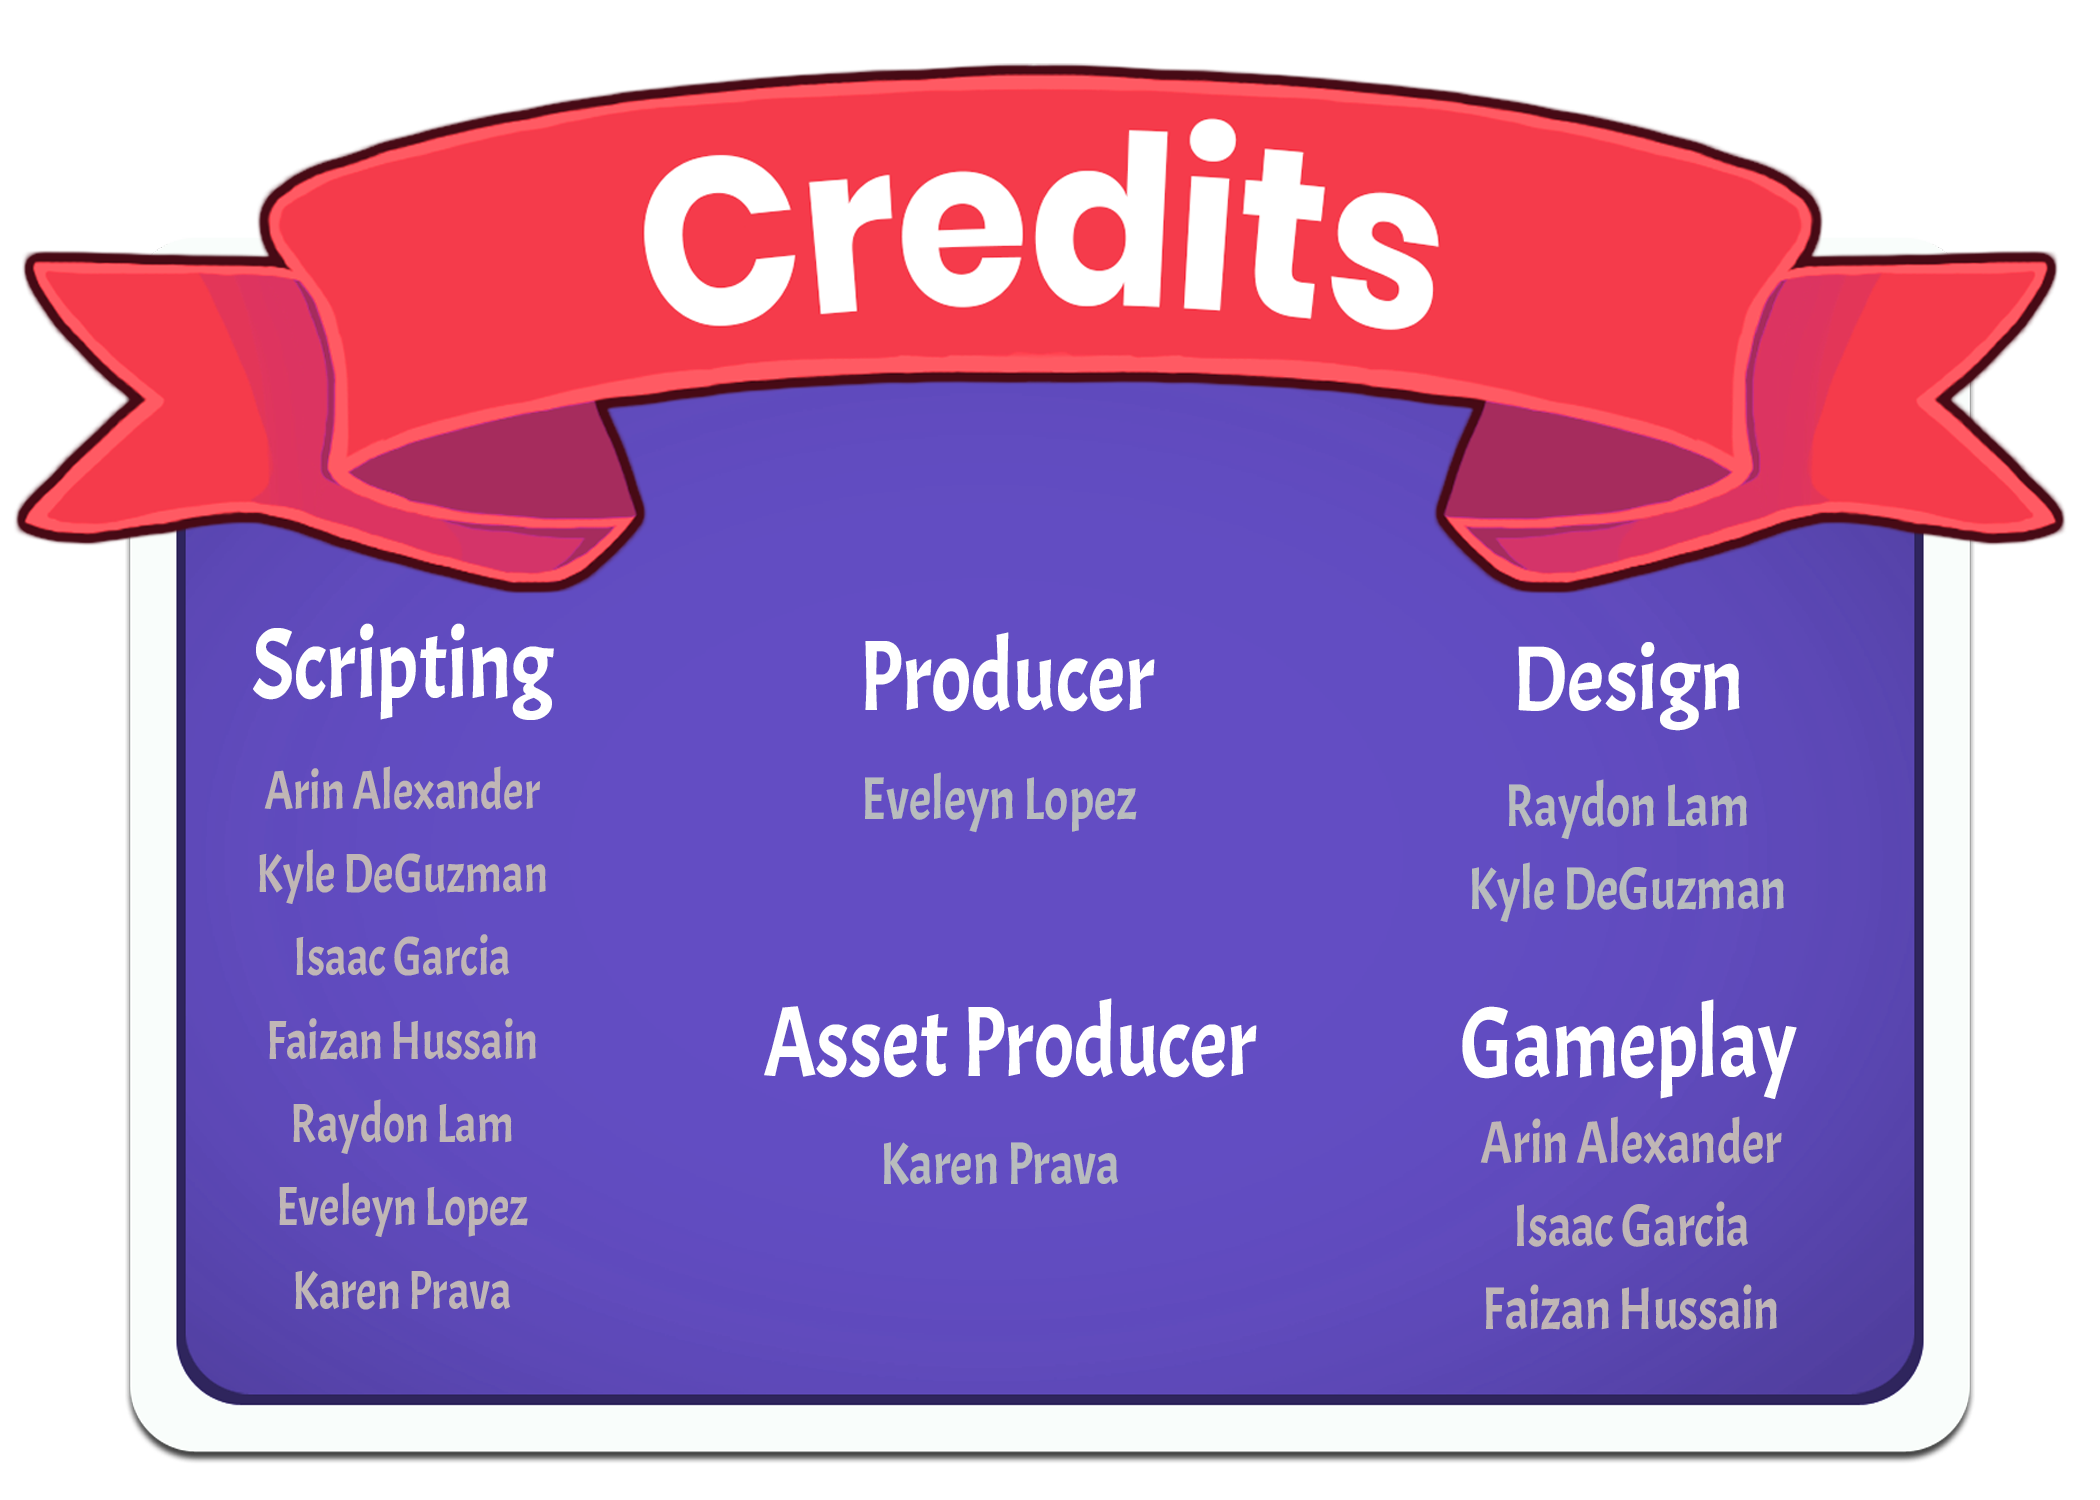 Credits
Scripting
Arin Alexander
Kyle DeGuzman
Isaac Garcia
Faizan Hussain
Raydon Lam
Eveleyn Lopez
Karen Prava
Producer
Eveleyn Lopez
Asset Producer
Karen Prava
Design
Raydon Lam
Kyle DeGuzman
Gameplay
Arin Alexander
Isaac Garcia
Faizan Hussain